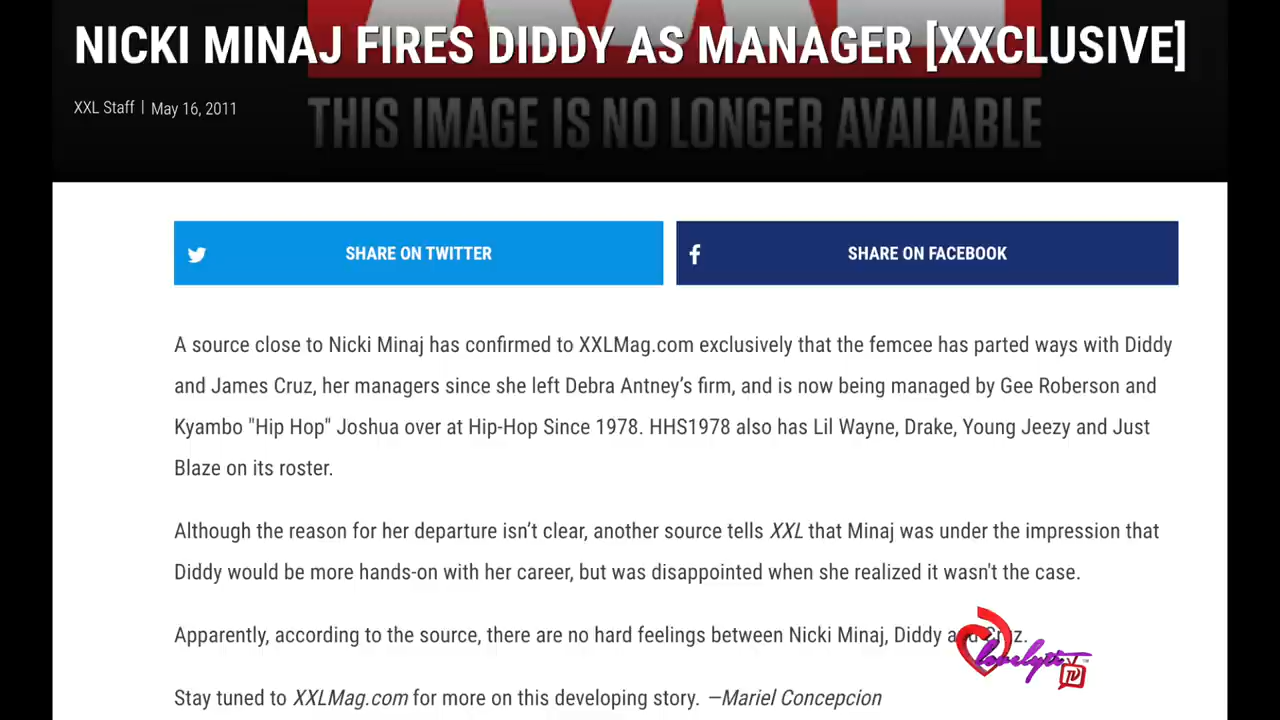 NICKI MINAJ FIRES DIDDY AS MANAGER [XXCLUSIVE]
XXL Staff | May 16, 2011
THIS IMAGE IS NO LONGER AVAILABLE
SHARE ON TWITTER
SHARE ON FACEBOOK
A source close to Nicki Minaj has confirmed to XXLMag.com exclusively that the femcee has parted ways with Diddy
and James Cruz, her managers since she left Debra Antney’s firm, and is now being managed by Gee Roberson and
Kyambo "Hip Hop" Joshua over at Hip-Hop Since 1978. HHS1978 also has Lil Wayne, Drake, Young Jeezy and Just
Blaze on its roster.
Although the reason for her departure isn’t clear, another source tells XXL that Minaj was under the impression that
Diddy would be more hands-on with her career, but was disappointed when she realized it wasn't the case.
Apparently, according to the source, there are no hard feelings between Nicki Minaj, Diddy and Cruz.
lovelyti TV
Stay tuned to XXLMag.com for more on this developing story. —Mariel Concepcion